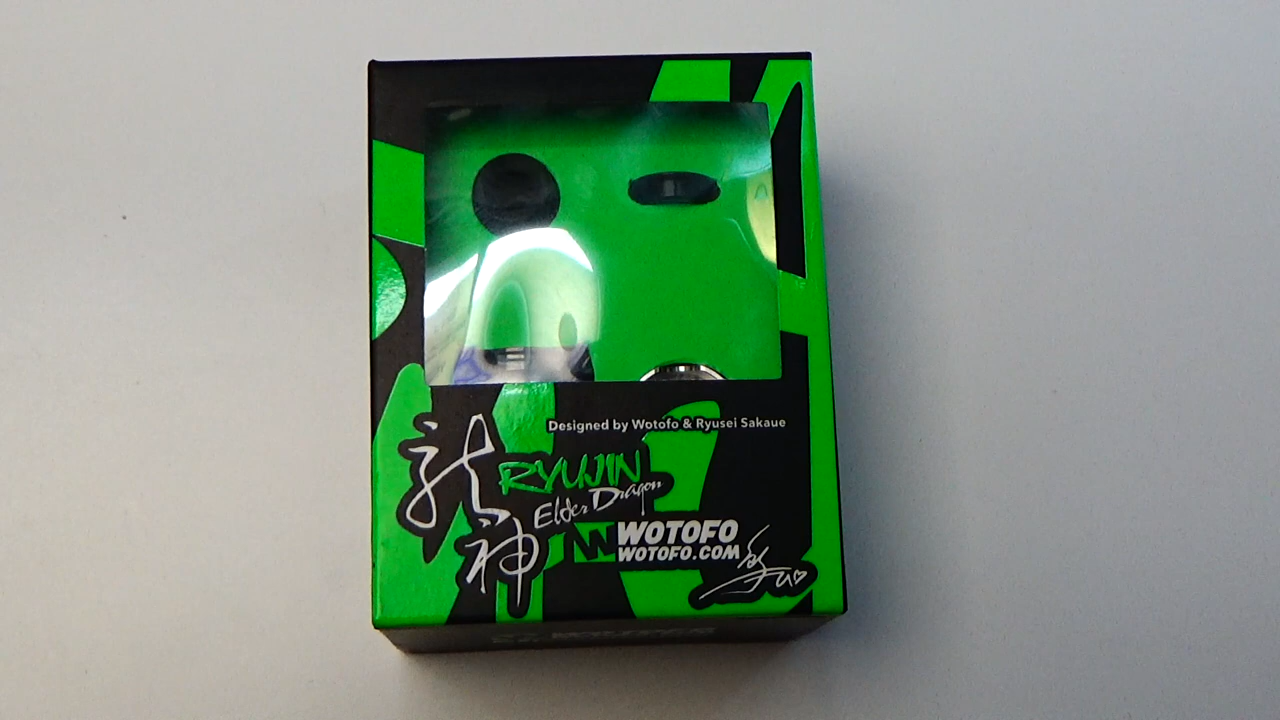 Designed by Wotofo & Ryusei Sakaue
龍神
RYUJIN
Elder Dragon
W WOTOFO
WOTOFO.COM